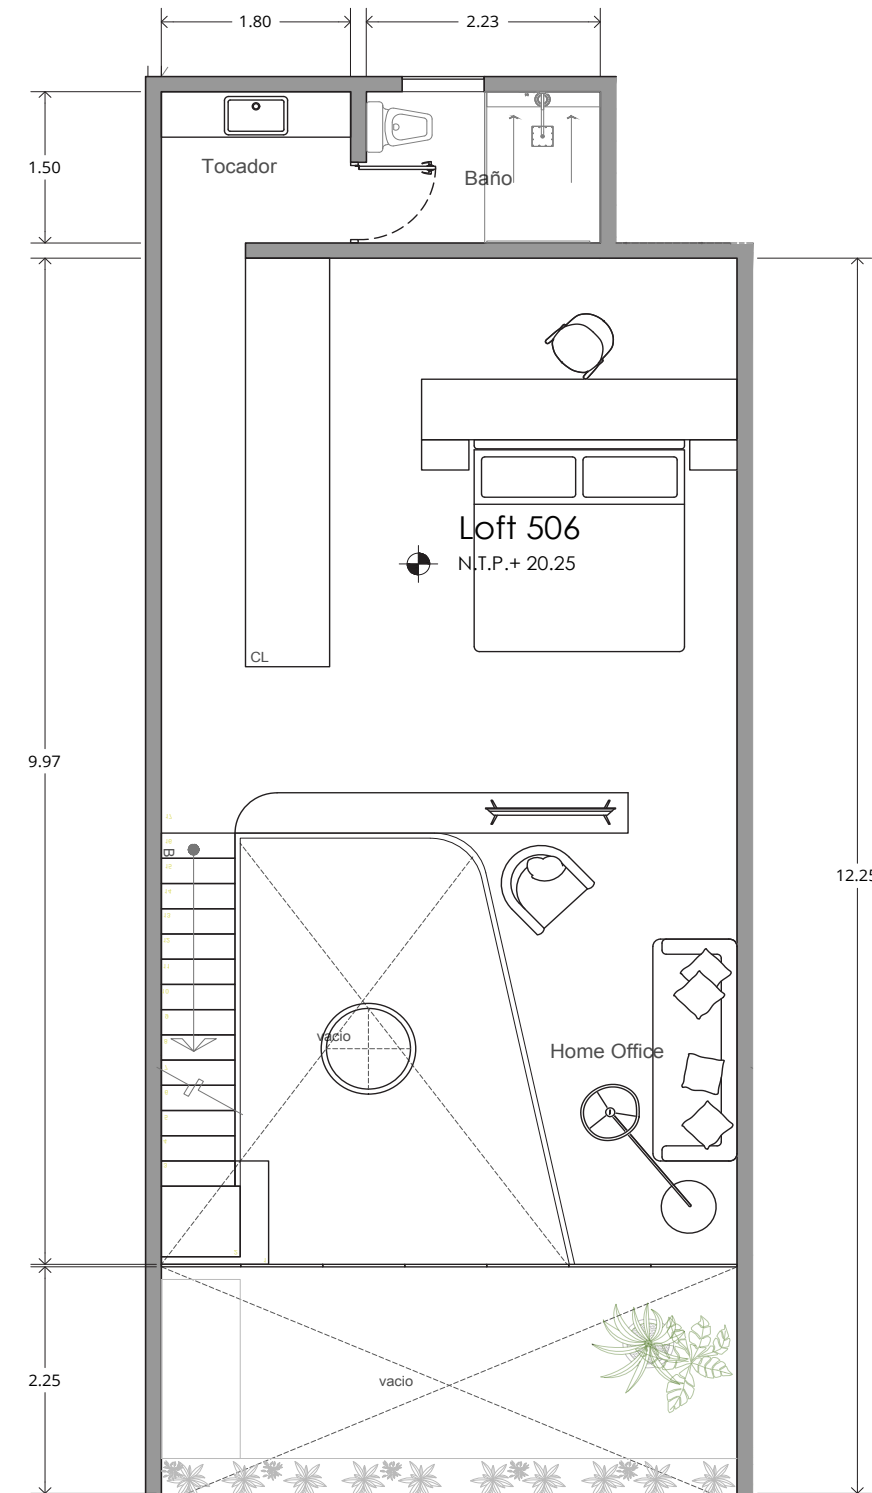 1.80
2.23
1.50
Tocador
Baño
Loft 506
N.T.P.+ 20.25
CL
9.97
12.25
B
vacio
Home Office
2.25
vacio